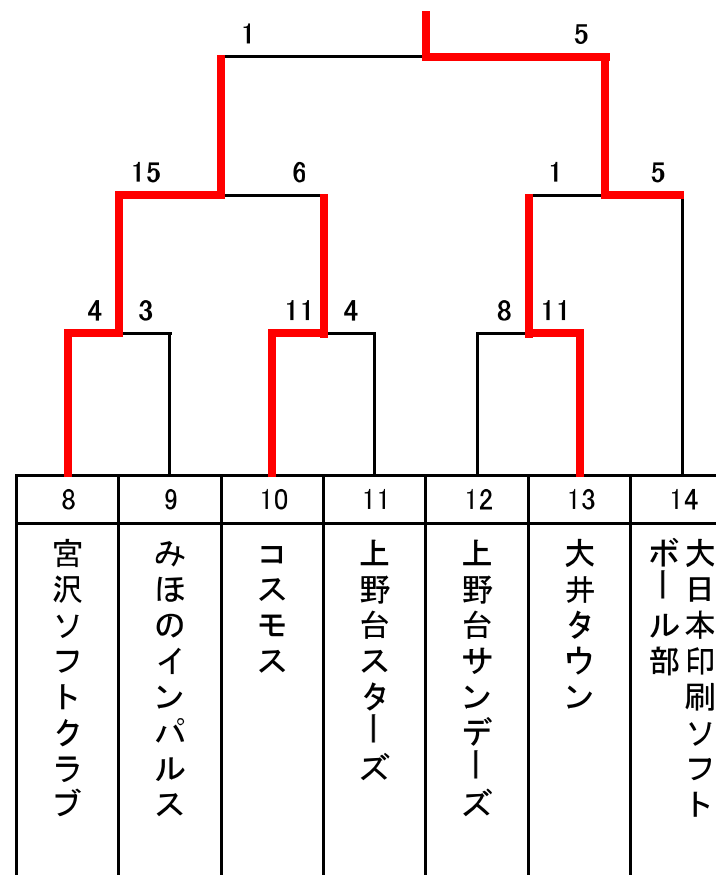 1 5
15 6 1 5
4 3 11 4 8 11
8 9 10 11 12 13 14
宮沢ソフトクラブ
みほのインパルス
コスモス
上野台スターズ
上野台サンデーズ
大井タウン
大日本印刷ソフト
ボール部